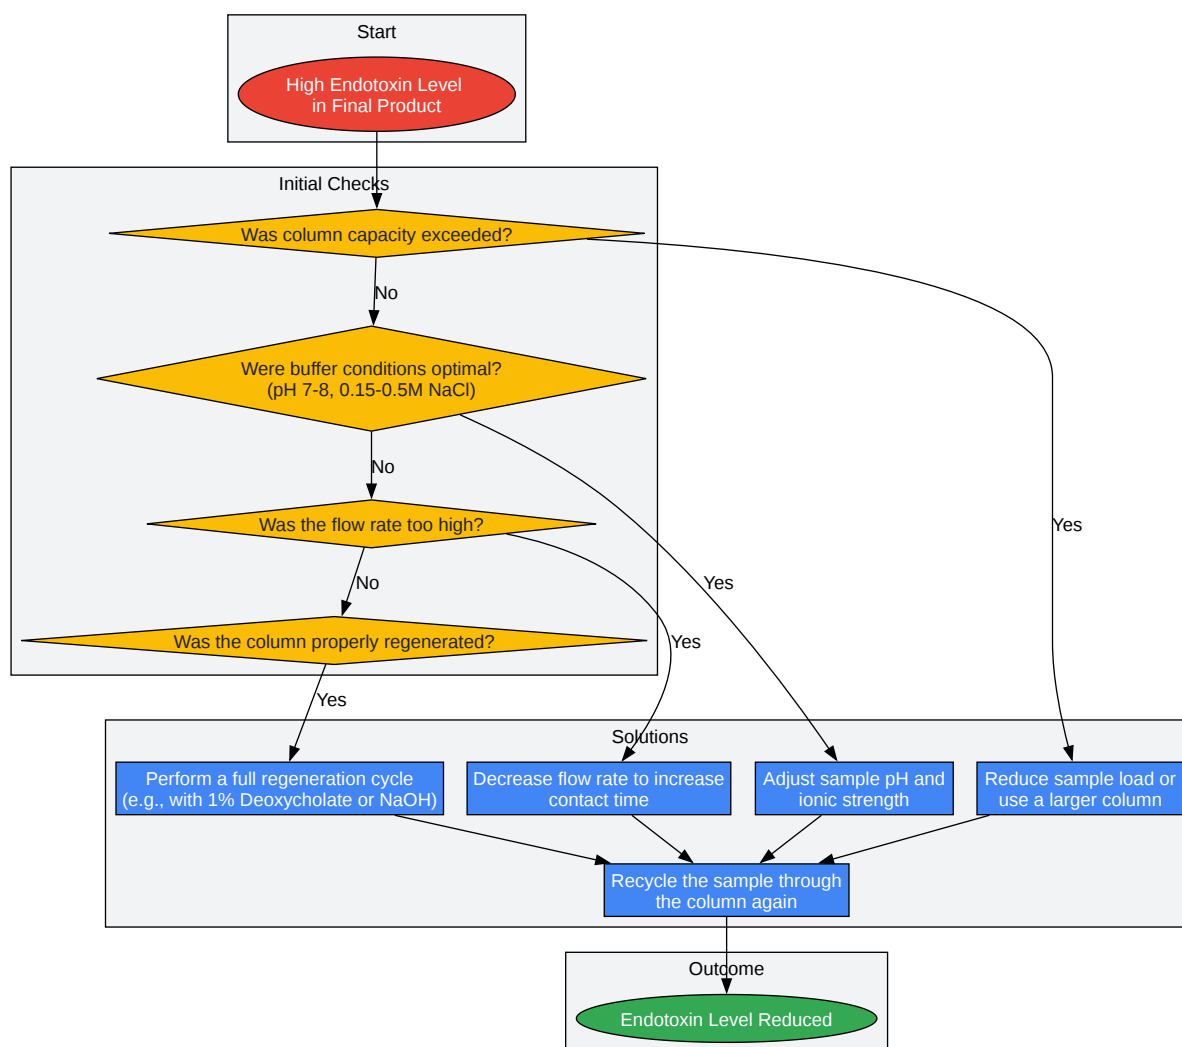 Start
High Endotoxin Level
in Final Product
Initial Checks
Was column capacity exceeded?
No
Were buffer conditions optimal?
(pH 7-8, 0.15-0.5M NaCl)
No
Was the flow rate too high?
Yes
No
Yes
Yes
Was the column properly regenerated?
Yes
Solutions
Perform a full regeneration cycle
(e.g., with 1% Deoxycholate or NaOH)
Decrease flow rate to increase
contact time
Adjust sample pH and
ionic strength
Reduce sample load or
use a larger column
Recycle the sample through
the column again
Outcome
Endotoxin Level Reduced